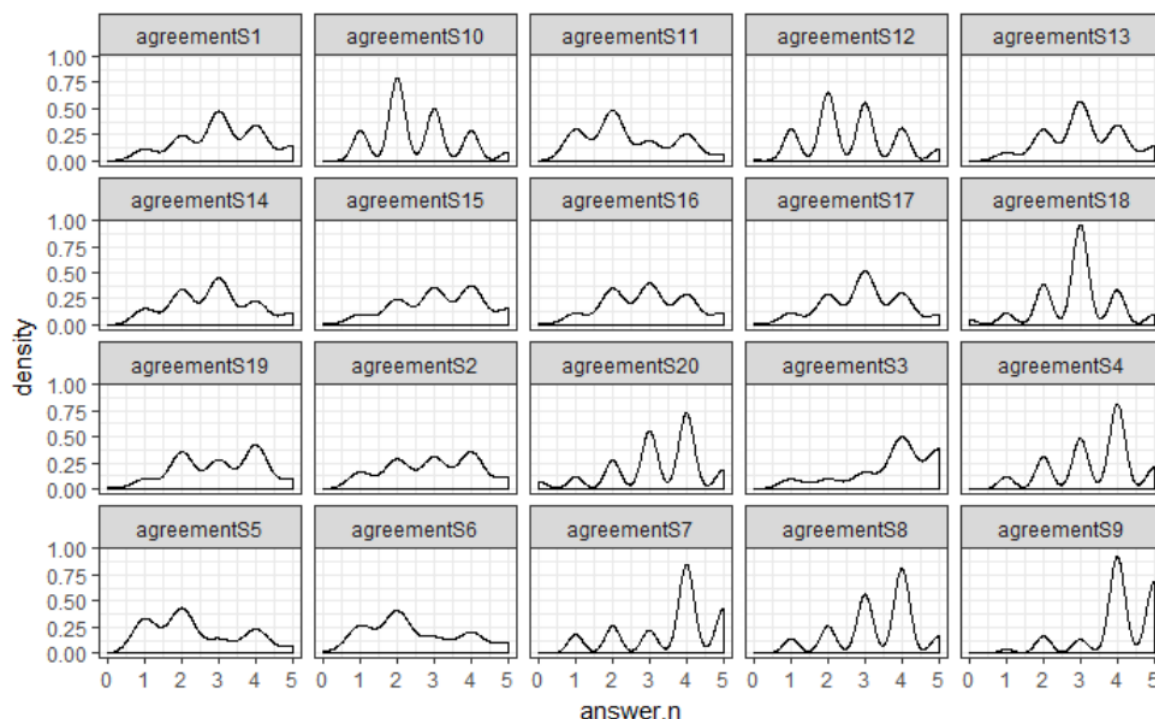 agreementS1 agreementS10 agreementS11 agreementS12 agreementS13
1.00
0.75
0.50
0.25
0.00
agreementS14 agreementS15 agreementS16 agreementS17 agreementS18
1.00
0.75
0.50
0.25
0.00
density
agreementS19 agreementS2 agreementS20 agreementS3 agreementS4
1.00
0.75
0.50
0.25
0.00
agreementS5 agreementS6 agreementS7 agreementS8 agreementS9
1.00
0.75
0.50
0.25
0.00
0 1 2 3 4 5 0 1 2 3 4 5 0 1 2 3 4 5 0 1 2 3 4 5 0 1 2 3 4 5
answer.n